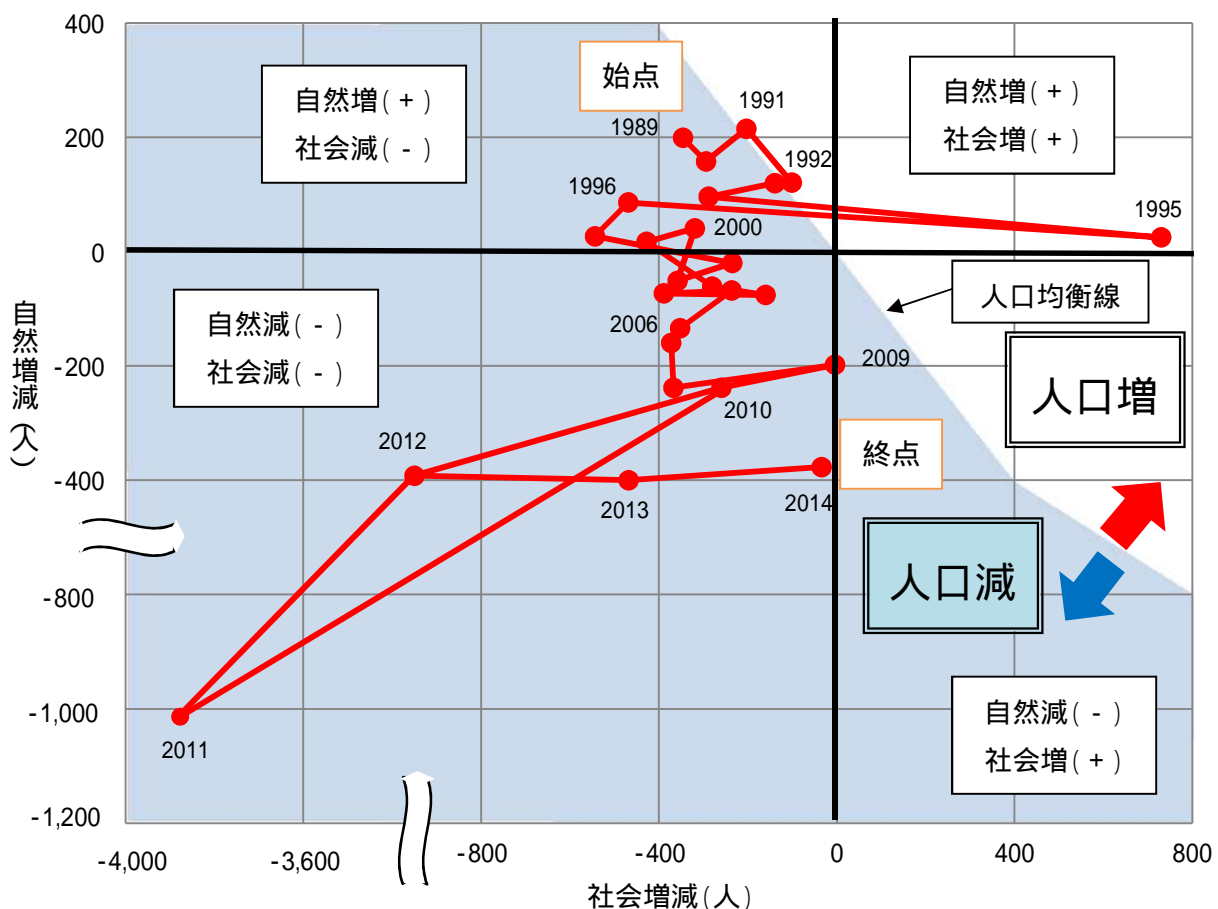 400
200
0
-200
-400
-800
-1,000
-1,200
自然増減(人)
-4,000
-3,600
-800
-400
0
400
800
社会増減(人)
自然増(+)
社会減(-)
始点
自然増(+)
社会増(+)
1989
1991
1992
1996
1995
2000
人口均衡線
自然減(-)
社会減(-)
2006
2009
人口増
2010
2012
終点
2013
2014
人口減
2011
自然減(-)
社会増(+)